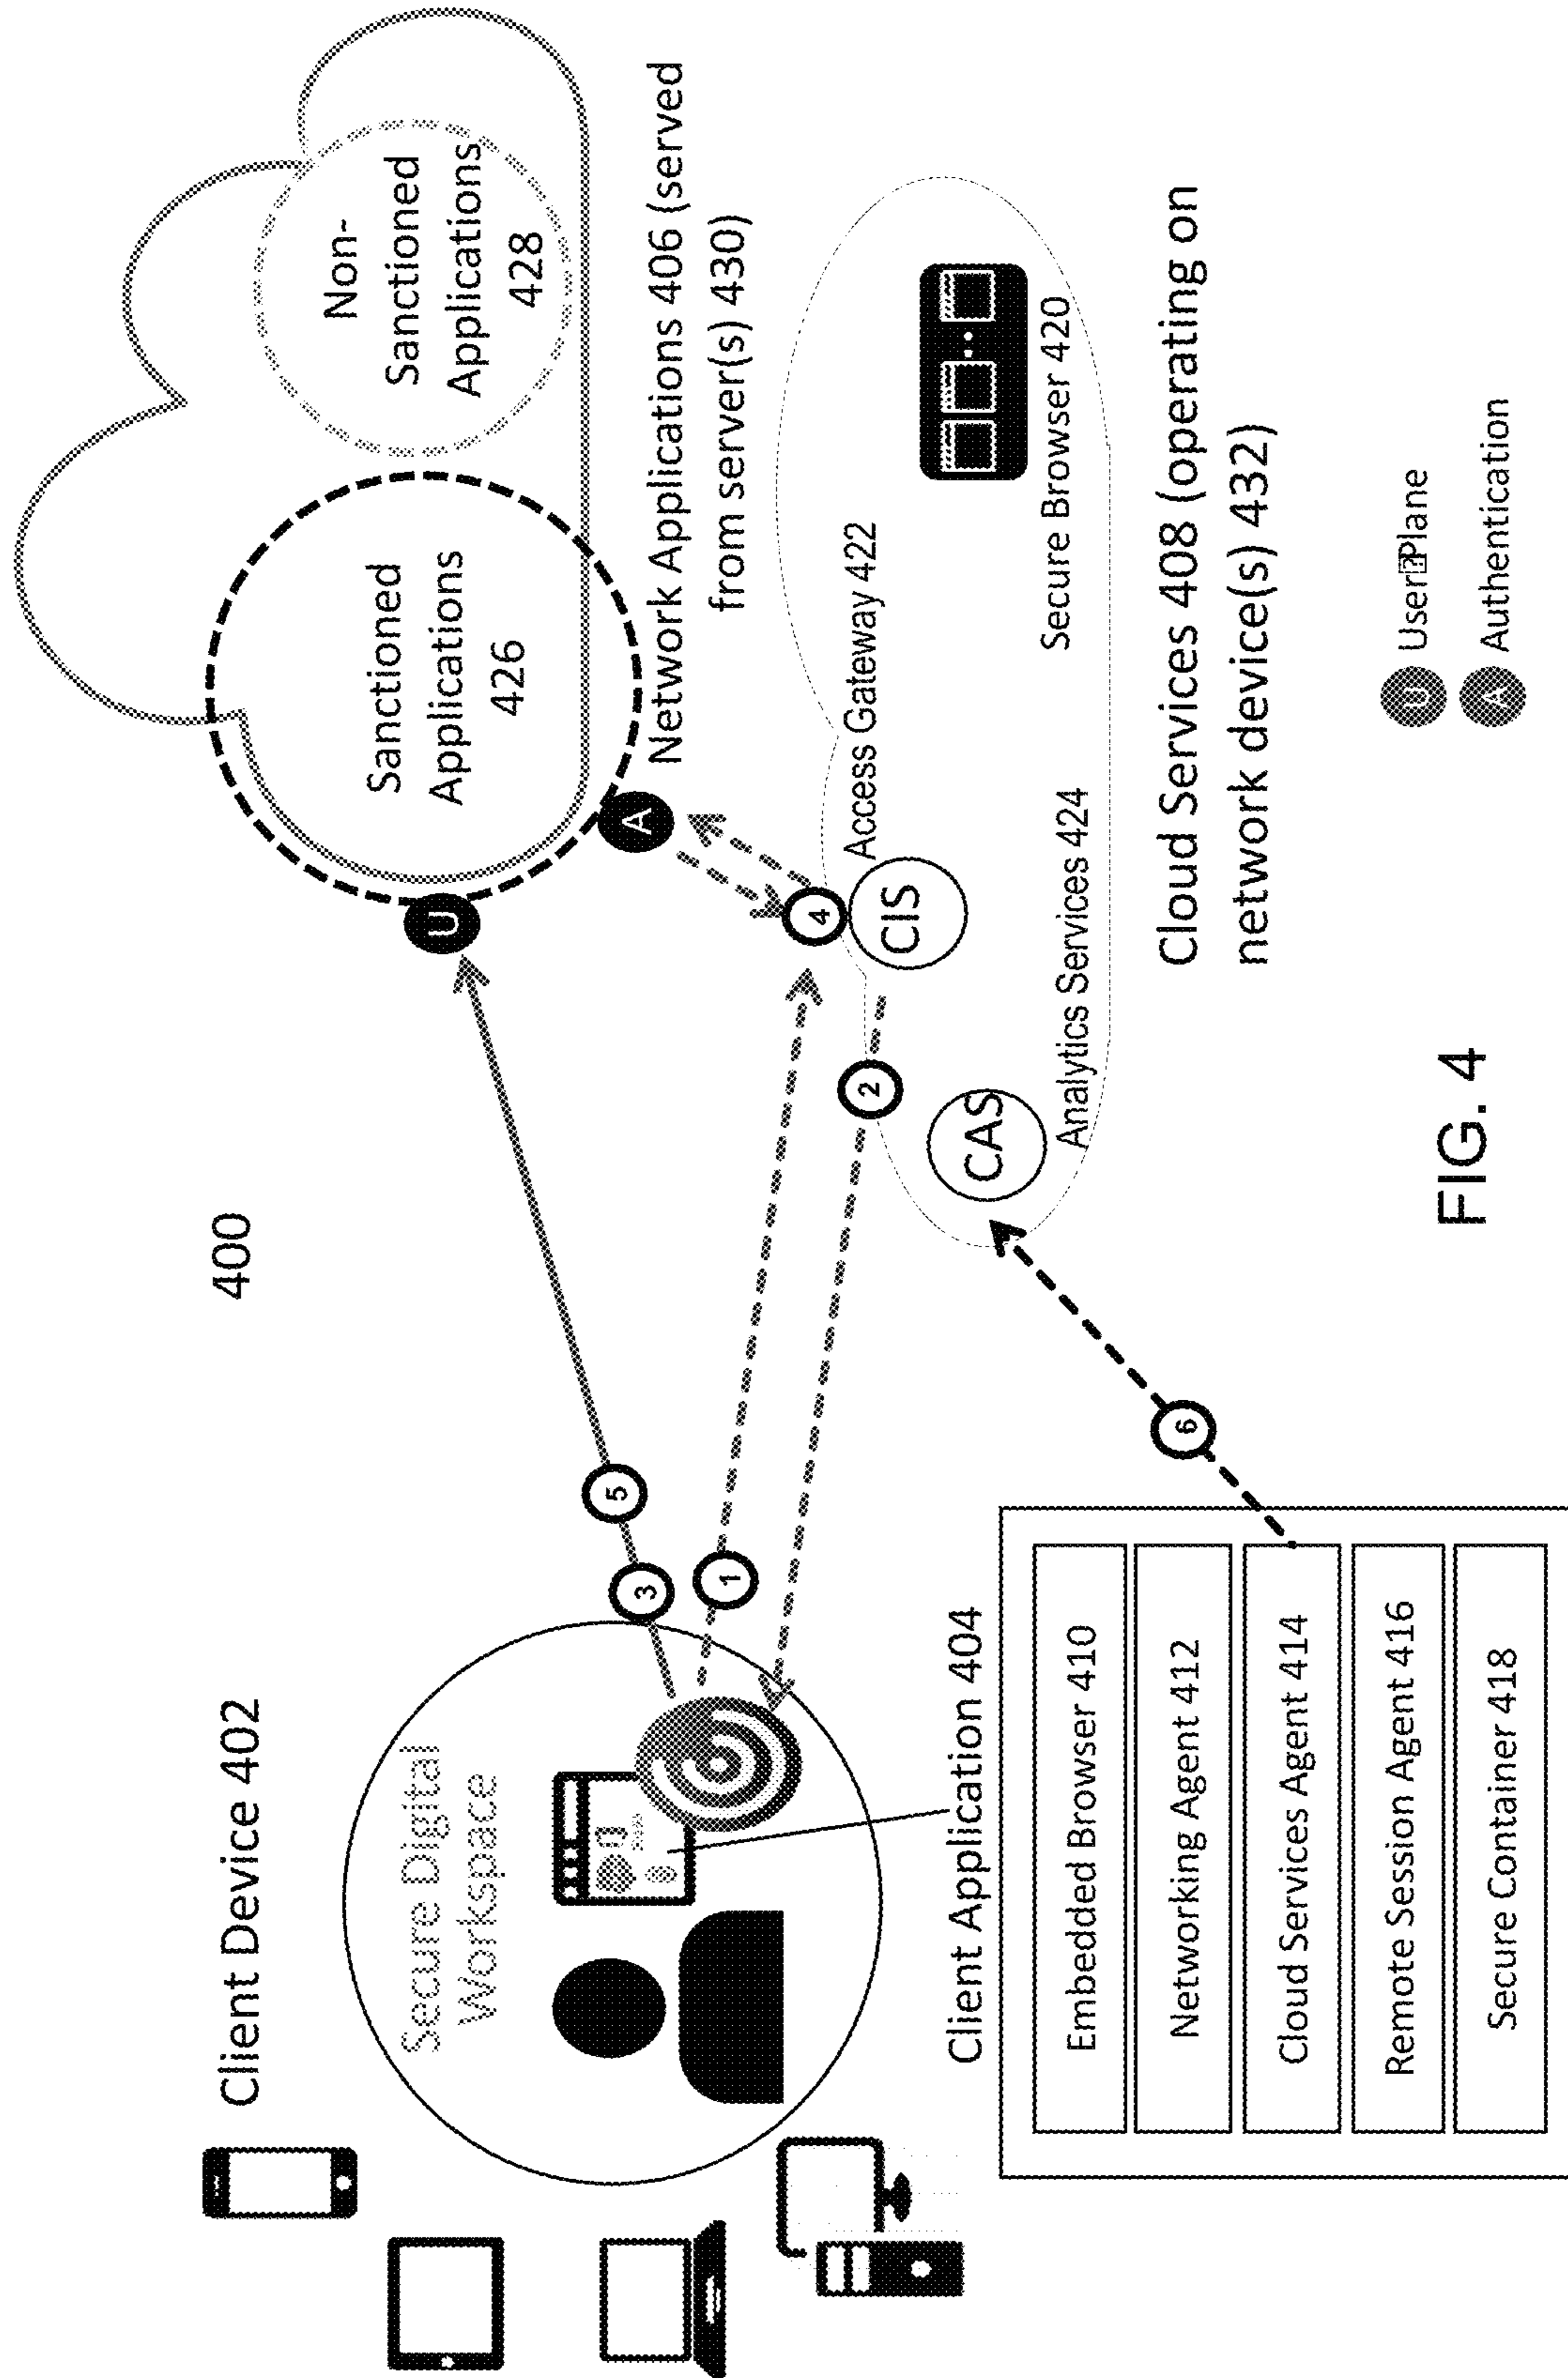 400
Client Device 402
Secure Digital
Workspace
Client Application 404
Embedded Browser 410
Networking Agent 412
Cloud Services Agent 414
Remote Session Agent 416
Secure Container 418
3
5
1
2
4
6
U
A
Sanctioned
Applications
426
Non-
Sanctioned
Applications
428
Network Applications 406 (served
from server(s) 430)
Access Gateway 422
CIS
CAS
Analytics Services 424
Secure Browser 420
Cloud Services 408 (operating on
network device(s) 432)
U User Plane
A Authentication
FIG. 4